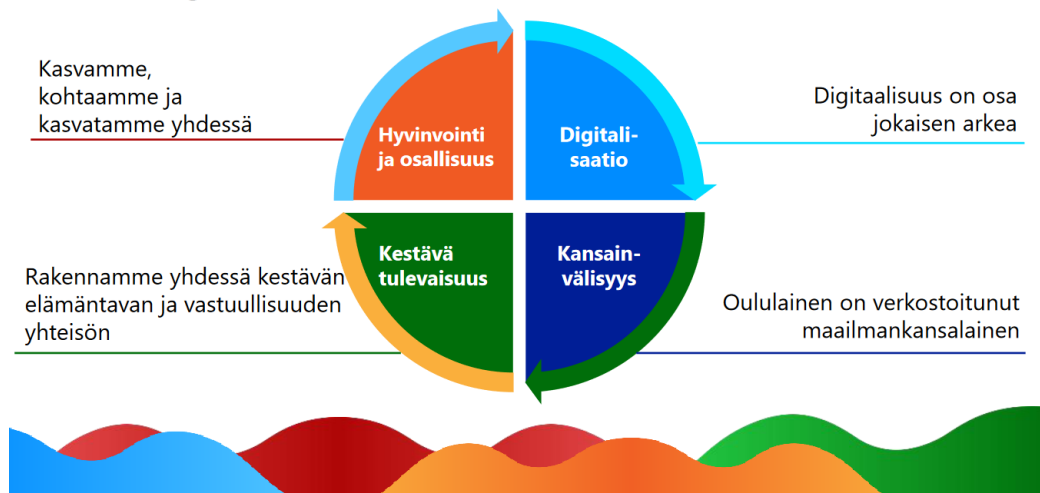 Kasvamme,
kohtaamme ja
kasvatamme yhdessä
Hyvinvointi
ja osallisuus
Digitali-
saatio
Digitaalisuus on osa
jokaisen arkea
Rakennamme yhdessä kestävän
elämäntavan ja vastuullisuuden
yhteisön
Kestävä
tulevaisuus
Kansain-
välisyys
Oululainen on verkostoitunut
maailmankansalainen